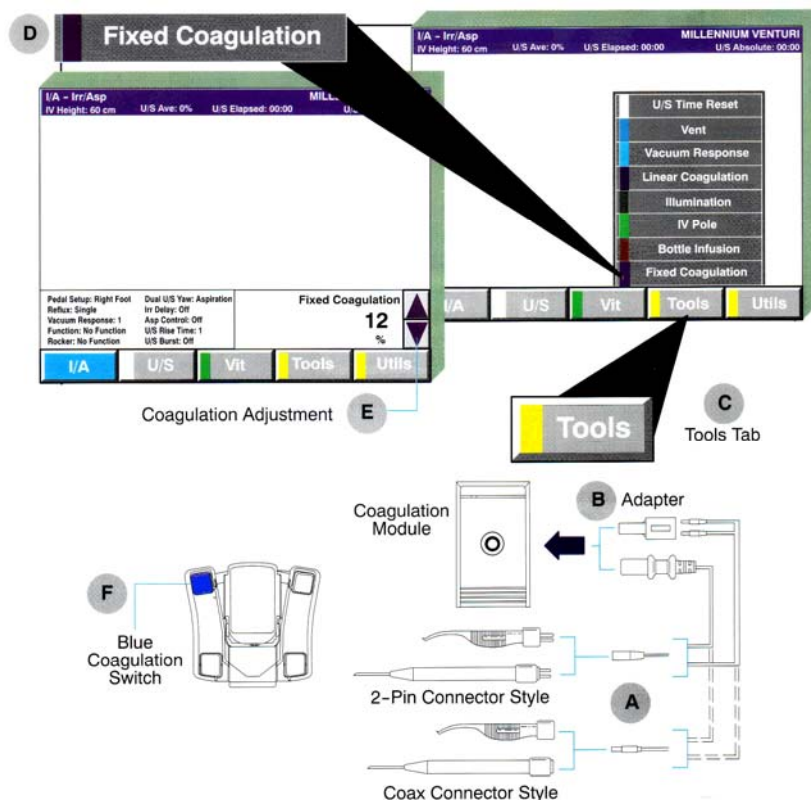 D
Fixed Coagulation
I/A - Irr/Asp
MILLENNIUM VENTURI
IV Height: 60 cm
U/S Ave: 0%
U/S Elapsed: 00:00
U/S Absolute: 00:00
I/A - Irr/Asp
IV Height: 60 cm
U/S Ave: 0%
U/S Elapsed: 00:00
U/S Time Reset
Vent
Vacuum Response
Linear Coagulation
Illumination
IV Pole
Bottle Infusion
Fixed Coagulation
U/S
Vit
Tools
Utils
Pedal Setup: Right Foot
Reflux: Single
Vacuum Response: 1
Function: No Function
Rocker: No Function
Dual U/S Yaw: Aspiration
Irr Delay: Off
Asp Control: Off
U/S Rise Time: 1
U/S Burst: Off
Fixed Coagulation
12
%
I/A
U/S
Vit
Tools
Utils
Coagulation Adjustment
E
Tools
C
Tools Tab
Coagulation
Module
B
Adapter
F
Blue
Coagulation
Switch
2-Pin Connector Style
A
Coax Connector Style